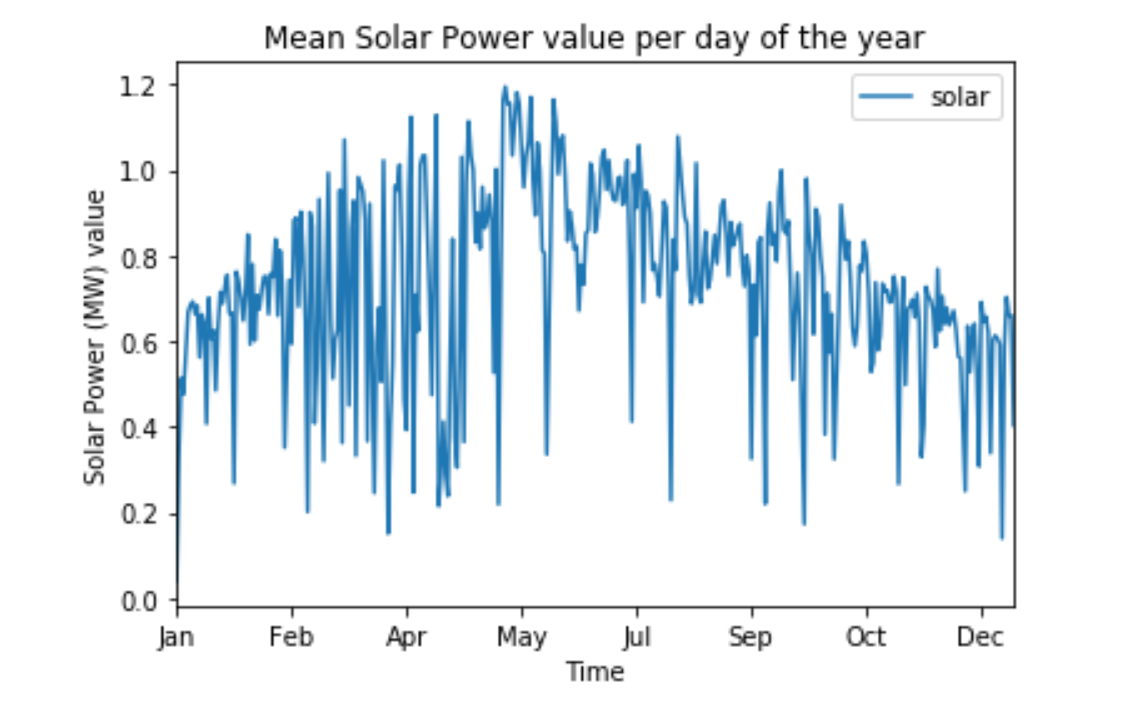 Mean Solar Power value per day of the year
solar
Solar Power (MW) value
1.2
1.0
0.8
0.6
0.4
0.2
0.0
Jan Feb Apr May Jul Sep Oct Dec
Time